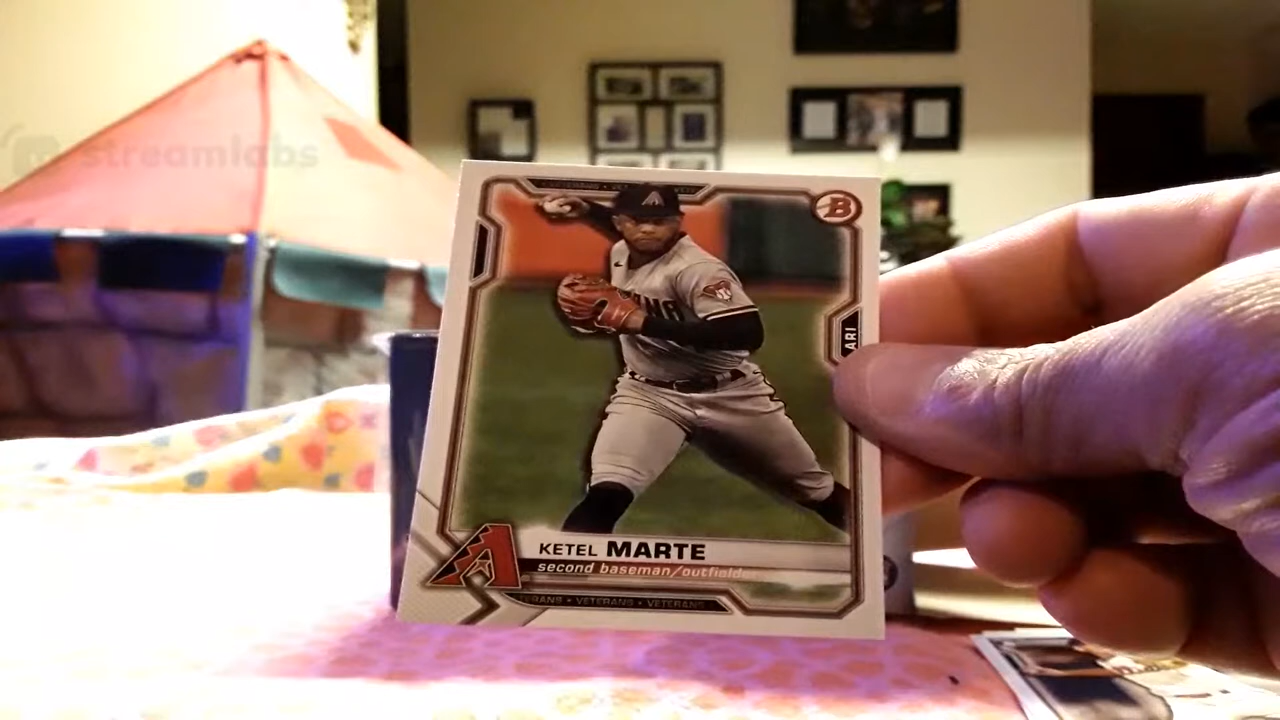 streamlabs
VETERANS
B
ARI
A
KETEL MARTE
second baseman/outfielder
VETERANS • VETERANS